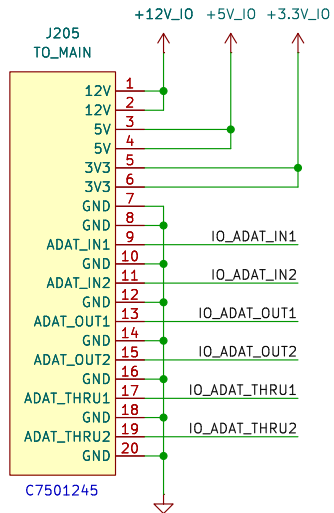 +12V_IO +5V_IO +3.3V_IO
J205
TO_MAIN
12V 1
12V 2
5V 3
5V 4
3V3 5
3V3 6
GND 7
GND 8
ADAT_IN1 9 IO_ADAT_IN1
GND 10
ADAT_IN2 11 IO_ADAT_IN2
GND 12
ADAT_OUT1 13 IO_ADAT_OUT1
GND 14
ADAT_OUT2 15 IO_ADAT_OUT2
GND 16
ADAT_THRU1 17 IO_ADAT_THRU1
GND 18
ADAT_THRU2 19 IO_ADAT_THRU2
GND 20
C7501245